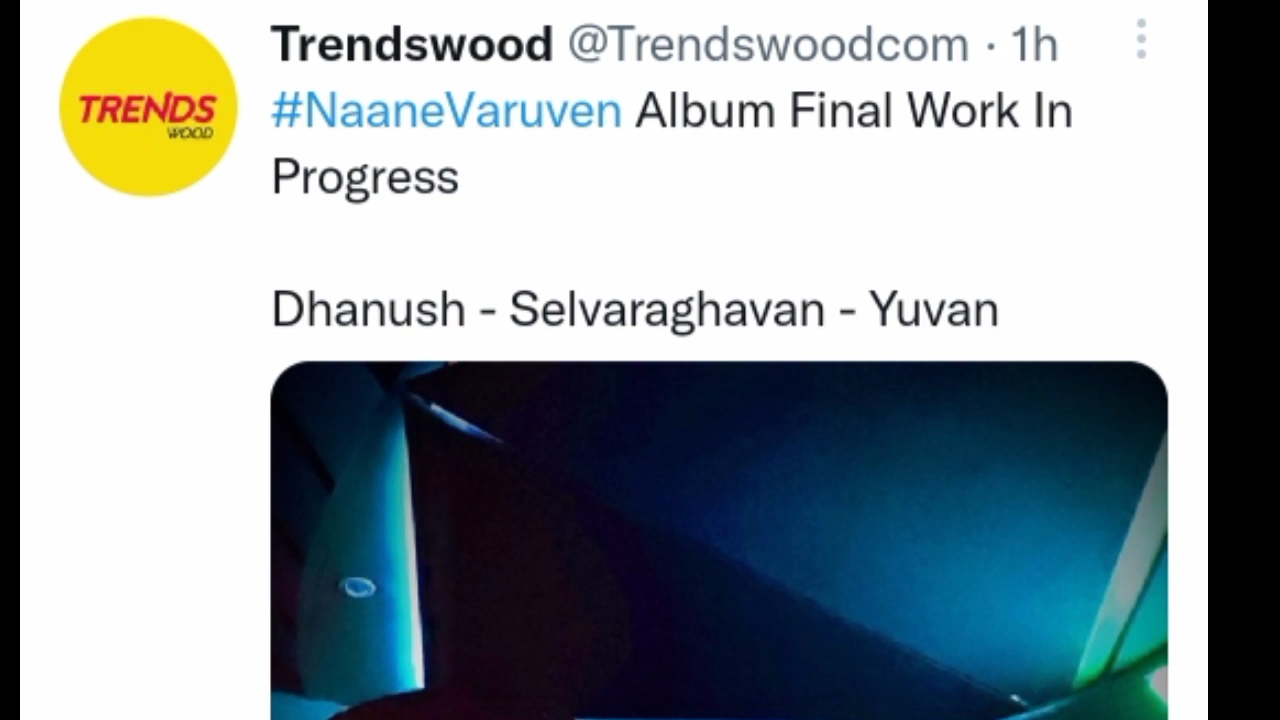 TRENDS
WOOD
Trendswood @Trendswoodcom · 1h
#NaaneVaruven Album Final Work In
Progress
Dhanush - Selvaraghavan - Yuvan